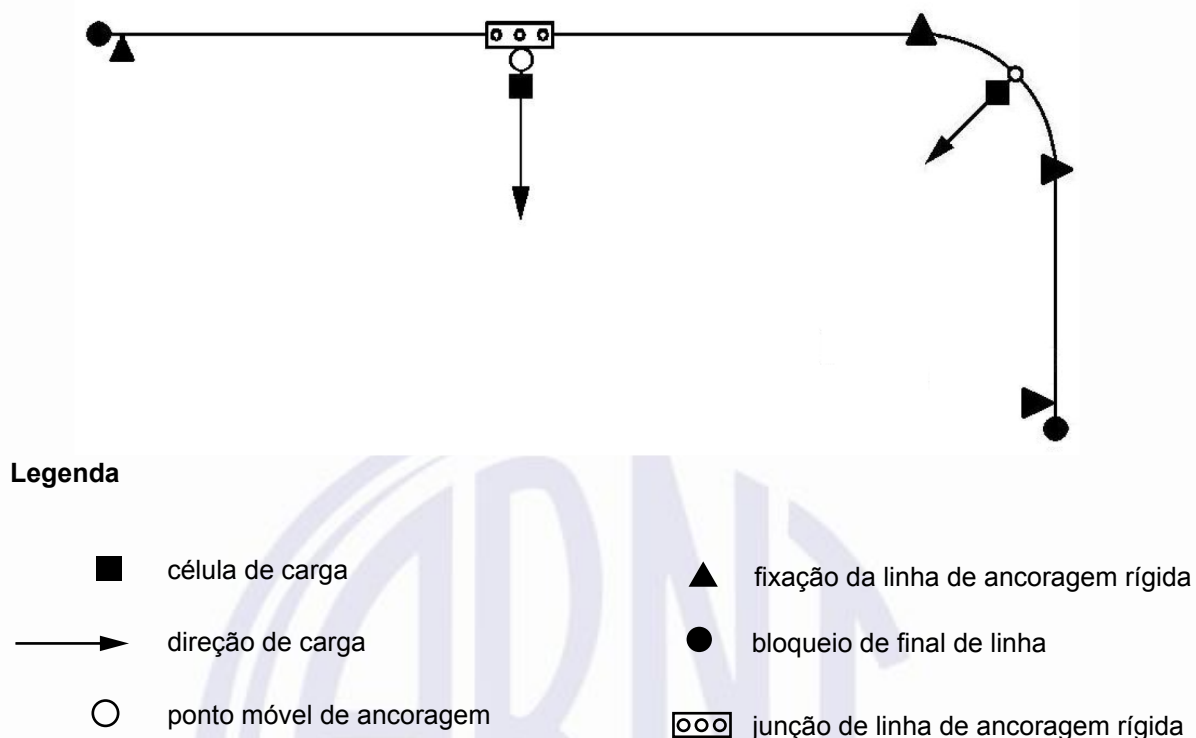 Legenda
célula de carga
fixação da linha de ancoragem rígida
direção de carga
bloqueio de final de linha
ponto móvel de ancoragem
junção de linha de ancoragem rígida
ABNT